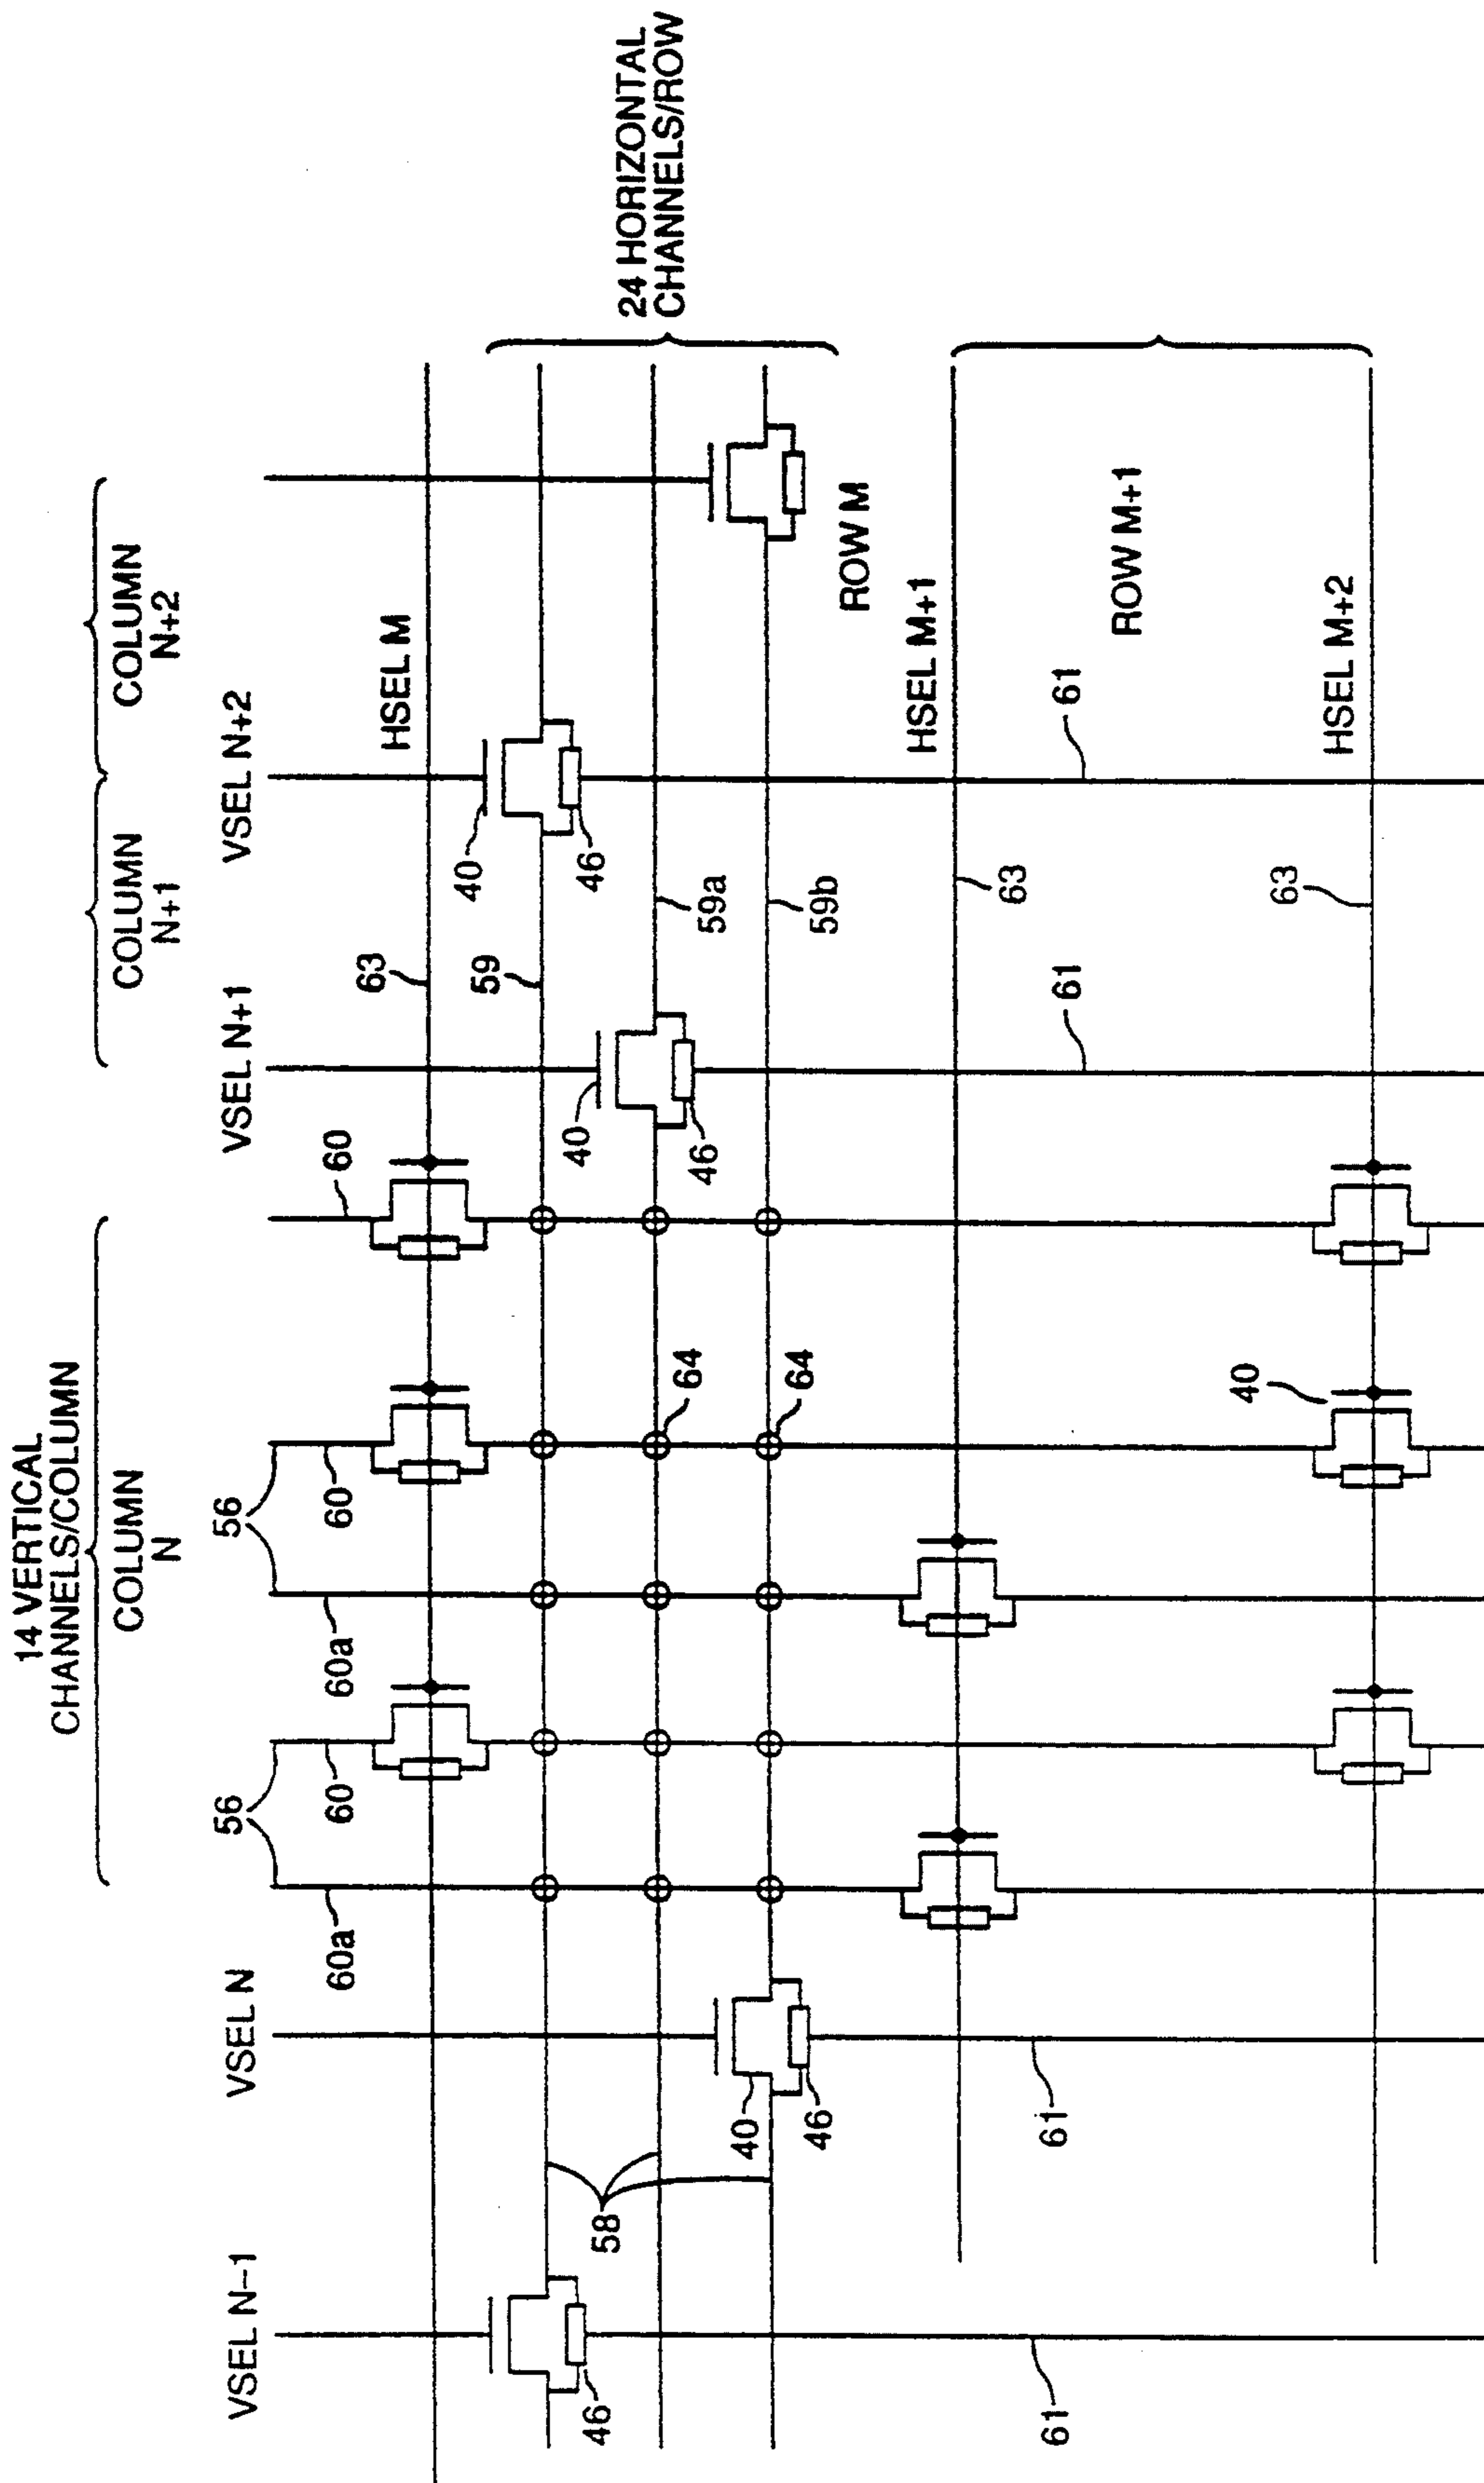 14 VERTICAL
CHANNELS/COLUMN
COLUMN
N
COLUMN
N+1
COLUMN
N+2
VSEL N-1
VSEL N
VSEL N+1
VSEL N+2
56
56
60a
60
60a
60
60
63
HSEL M
40
46
59
24 HORIZONTAL
CHANNELS/ROW
46
58
40
46
64
64
40
46
59a
59b
ROW M
HSEL M+1
63
61
61
61
61
ROW M+1
40
63
HSEL M+2